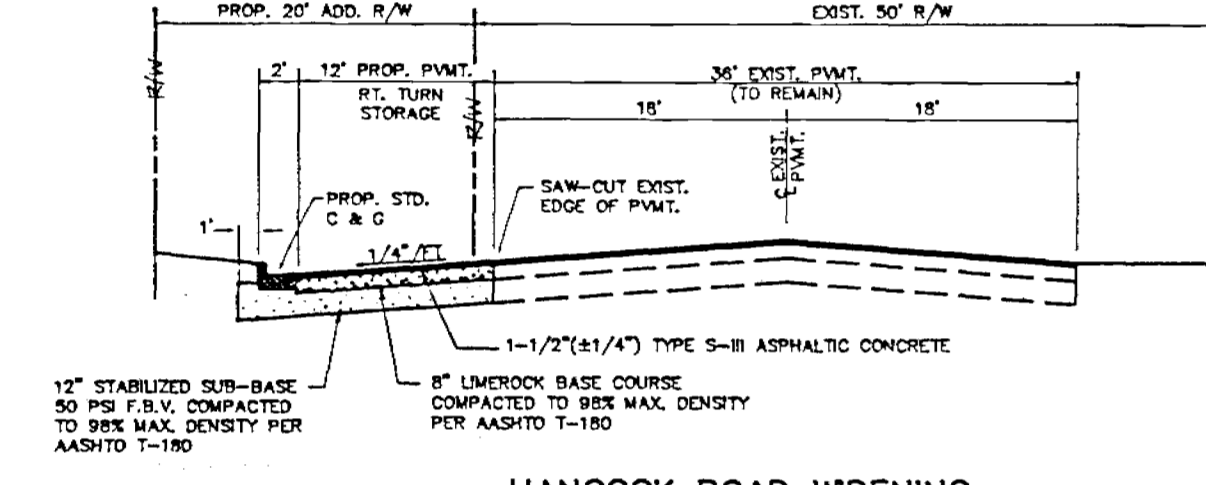 PROP. 20' ADD. R/W
EXIST. 50' R/W
R/W
2'
12' PROP. PVMT.
RT. TURN
STORAGE
R/W
36' EXIST. PVMT.
(TO REMAIN)
18'
18'
℄ EXIST.
PVMT.
PROP. STD.
C & G
SAW-CUT EXIST.
EDGE OF PVMT.
1'
1/4"/FT
1-1/2"(±1/4") TYPE S-III ASPHALTIC CONCRETE
12" STABILIZED SUB-BASE
50 PSI F.B.V. COMPACTED
TO 98% MAX. DENSITY PER
AASHTO T-180
8" LIMEROCK BASE COURSE
COMPACTED TO 98% MAX. DENSITY
PER AASHTO T-180
HANCOCK ROAD WIDENING